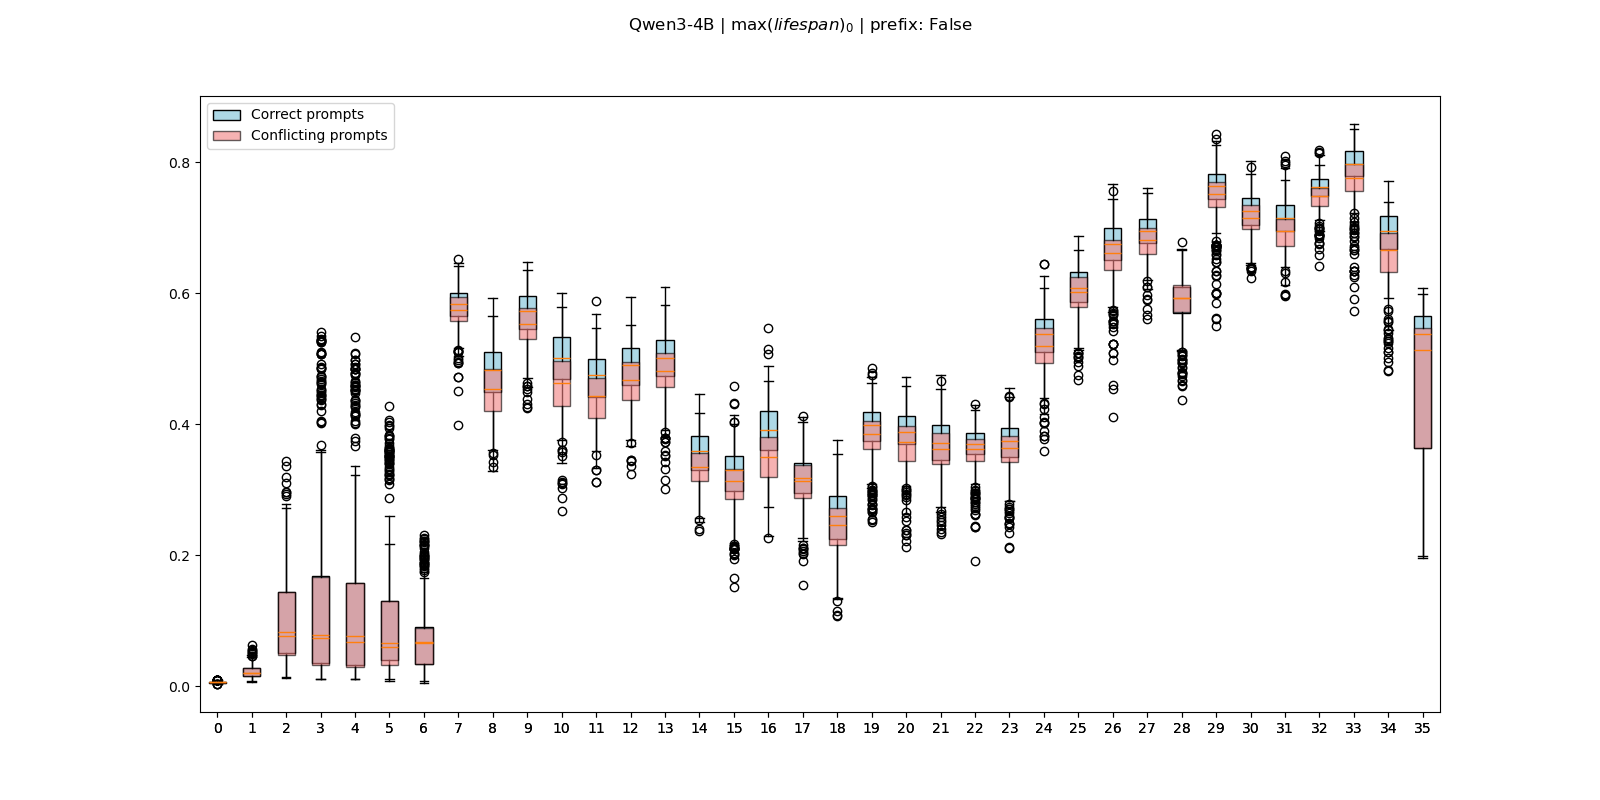 Qwen3-4B | max(lifespan)₀ | prefix: False
Correct prompts
Conflicting prompts
0.8
0.6
0.4
0.2
0.0
0 1 2 3 4 5 6 7 8 9 10 11 12 13 14 15 16 17 18 19 20 21 22 23 24 25 26 27 28 29 30 31 32 33 34 35